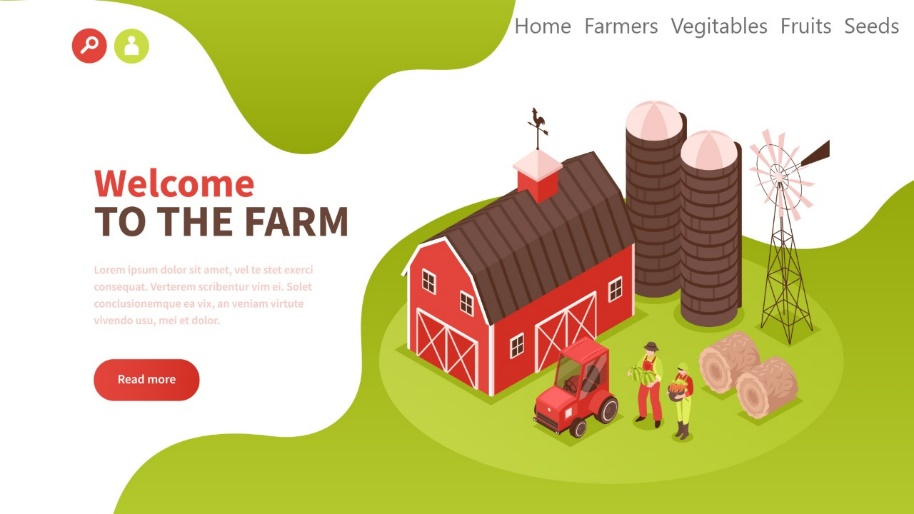 Home Farmers Vegitables Fruits Seeds
Welcome
TO THE FARM
Lorem ipsum dolor sit amet, vel te stet exerci
consequat. Verterem scribentur vim ei. Solet
conclusionemque ea vix, an veniam virtute
vivendo usu, mei et dolor.
Read more